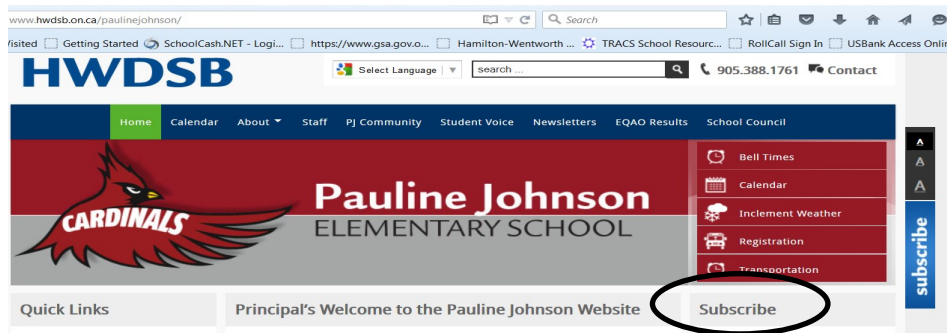 www.hwdsb.on.ca/paulinejohnson/ Search
Visited Getting Started SchoolCash.NET - Logi... https://www.gsa.gov.o... Hamilton-Wentworth ... TRACS School Resourc... RollCall Sign In USBank Access Onlin
HWDSB Select Language search ... 905.388.1761 Contact
Home Calendar About Staff PJ Community Student Voice Newsletters EQAO Results School Council
CARDINALS
Pauline Johnson
ELEMENTARY SCHOOL
Bell Times
Calendar
Inclement Weather
Registration
Transportation
A
A
A
subscribe
Quick Links Principal's Welcome to the Pauline Johnson Website Subscribe